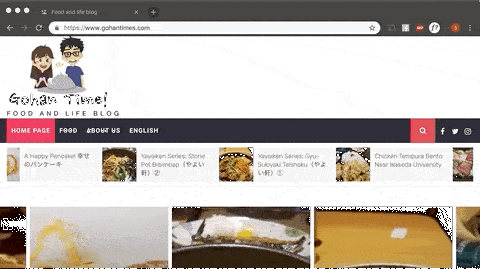 Food and life blog
https://www.gohantimes.com
Gohan Time!
FOOD AND LIFE BLOG
HOME PAGE
FOOD
ABOUT US
ENGLISH
A Happy Pancake! 幸せ
のパンケーキ
Yayoiken Series: Stone
Pot Bibimbap（やよい
軒）②
Yayoiken Series: Gyu-
Sukiyaki Teishoku（やよ
い軒）①
Chicken Tempura Bento
Near Waseda University